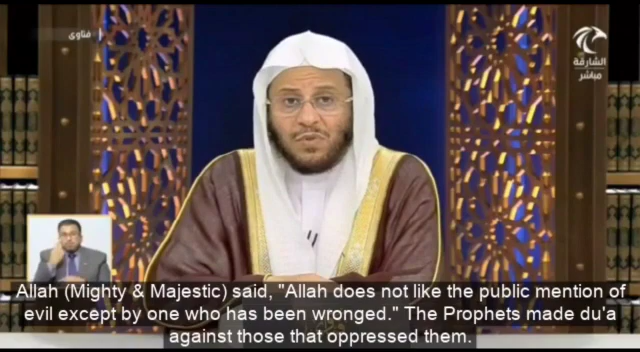 فتاوى
الشارقة
مباشر
Allah (Mighty & Majestic) said, "Allah does not like the public mention of
evil except by one who has been wronged." The Prophets made du'a
against those that oppressed them.